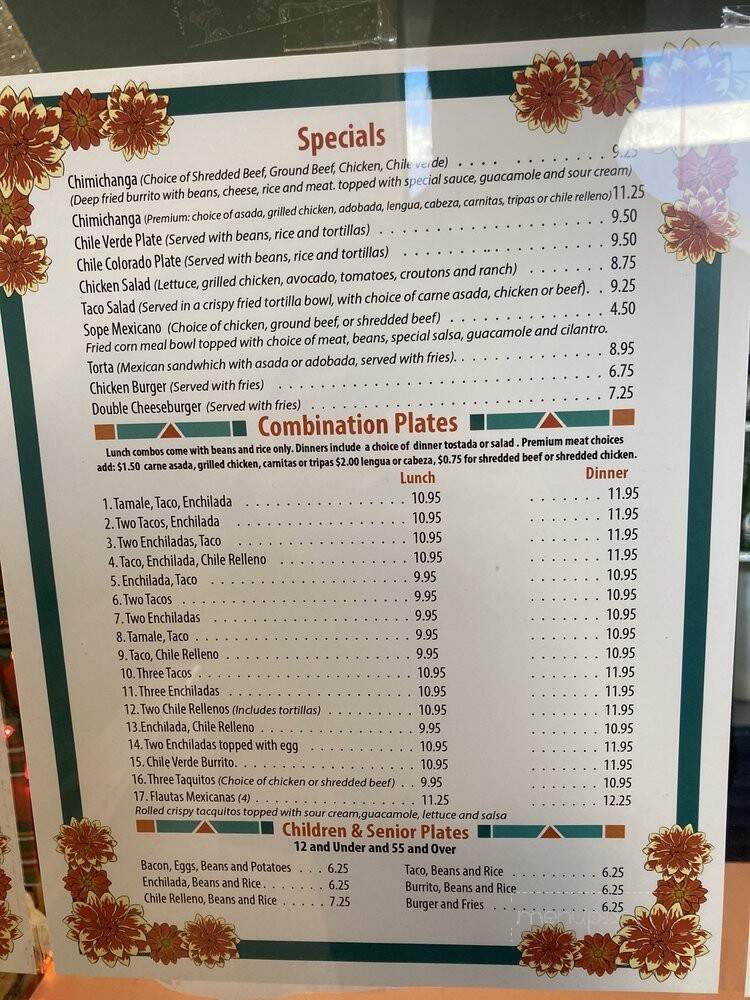 Specials
Chimichanga (Choice of Shredded Beef, Ground Beef, Chicken, Chile verde) . . . . . . . . . . . . 9.25
(Deep fried burrito with beans, cheese, rice and meat. topped with special sauce, guacamole and sour cream)
Chimichanga (Premium: choice of asada, grilled chicken, adobada, lengua, cabeza, carnitas, tripas or chile relleno) 11.25
Chile Verde Plate (Served with beans, rice and tortillas) . . . . . . . . . . . . . . . . . . . . 9.50
Chile Colorado Plate (Served with beans, rice and tortillas) . . . . . . . . . . . . . . . . . . 9.50
Chicken Salad (Lettuce, grilled chicken, avocado, tomatoes, croutons and ranch) . . . . . . . . 8.75
Taco Salad (Served in a crispy fried tortilla bowl, with choice of carne asada, chicken or beef). . 9.25
Sope Mexicano (Choice of chicken, ground beef, or shredded beef) . . . . . . . . . . . . . . 4.50
Fried corn meal bowl topped with choice of meat, beans, special salsa, guacamole and cilantro.
Torta (Mexican sandwhich with asada or adobada, served with fries). . . . . . . . . . . . . . 8.95
Chicken Burger (Served with fries) . . . . . . . . . . . . . . . . . . . . . . . . . . . . . 6.75
Double Cheeseburger (Served with fries) . . . . . . . . . . . . . . . . . . . . . . . . . . 7.25
Combination Plates
Lunch combos come with beans and rice only. Dinners include a choice of dinner tostada or salad . Premium meat choices
add: $1.50 carne asada, grilled chicken, carnitas or tripas $2.00 lengua or cabeza, $0.75 for shredded beef or shredded chicken.
Lunch Dinner
1. Tamale, Taco, Enchilada . . . . . . . . . . . . . . . 10.95 . . . . . . . 11.95
2. Two Tacos, Enchilada . . . . . . . . . . . . . . . . 10.95 . . . . . . . 11.95
3. Two Enchiladas, Taco . . . . . . . . . . . . . . . . 10.95 . . . . . . . 11.95
4. Taco, Enchilada, Chile Relleno . . . . . . . . . . . . 10.95 . . . . . . . 11.95
5. Enchilada, Taco . . . . . . . . . . . . . . . . . . 9.95 . . . . . . . 10.95
6. Two Tacos . . . . . . . . . . . . . . . . . . . . . 9.95 . . . . . . . 10.95
7. Two Enchiladas . . . . . . . . . . . . . . . . . . 9.95 . . . . . . . 10.95
8. Tamale, Taco . . . . . . . . . . . . . . . . . . . . 9.95 . . . . . . . 10.95
9. Taco, Chile Relleno . . . . . . . . . . . . . . . . . 9.95 . . . . . . . 10.95
10. Three Tacos . . . . . . . . . . . . . . . . . . . . 10.95 . . . . . . . 11.95
11. Three Enchiladas . . . . . . . . . . . . . . . . . 10.95 . . . . . . . 11.95
12. Two Chile Rellenos (Includes tortillas) . . . . . . . . 10.95 . . . . . . . 11.95
13.Enchilada, Chile Relleno . . . . . . . . . . . . . . 9.95 . . . . . . . 10.95
14. Two Enchiladas topped with egg . . . . . . . . . . 10.95 . . . . . . . 11.95
15. Chile Verde Burrito. . . . . . . . . . . . . . . . . 10.95 . . . . . . . 11.95
16. Three Taquitos (Choice of chicken or shredded beef) . . 9.95 . . . . . . . 10.95
17. Flautas Mexicanas (4) . . . . . . . . . . . . . . . 11.25 . . . . . . . 12.25
Rolled crispy tacquitos topped with sour cream,guacamole, lettuce and salsa
Children & Senior Plates
12 and Under and 55 and Over
Bacon, Eggs, Beans and Potatoes . . . 6.25 Taco, Beans and Rice . . . . . . . . . 6.25
Enchilada, Beans and Rice. . . . . . . 6.25 Burrito, Beans and Rice . . . . . . . . 6.25
Chile Relleno, Beans and Rice . . . . . 7.25 Burger and Fries . . . . . . . . . . . 6.25